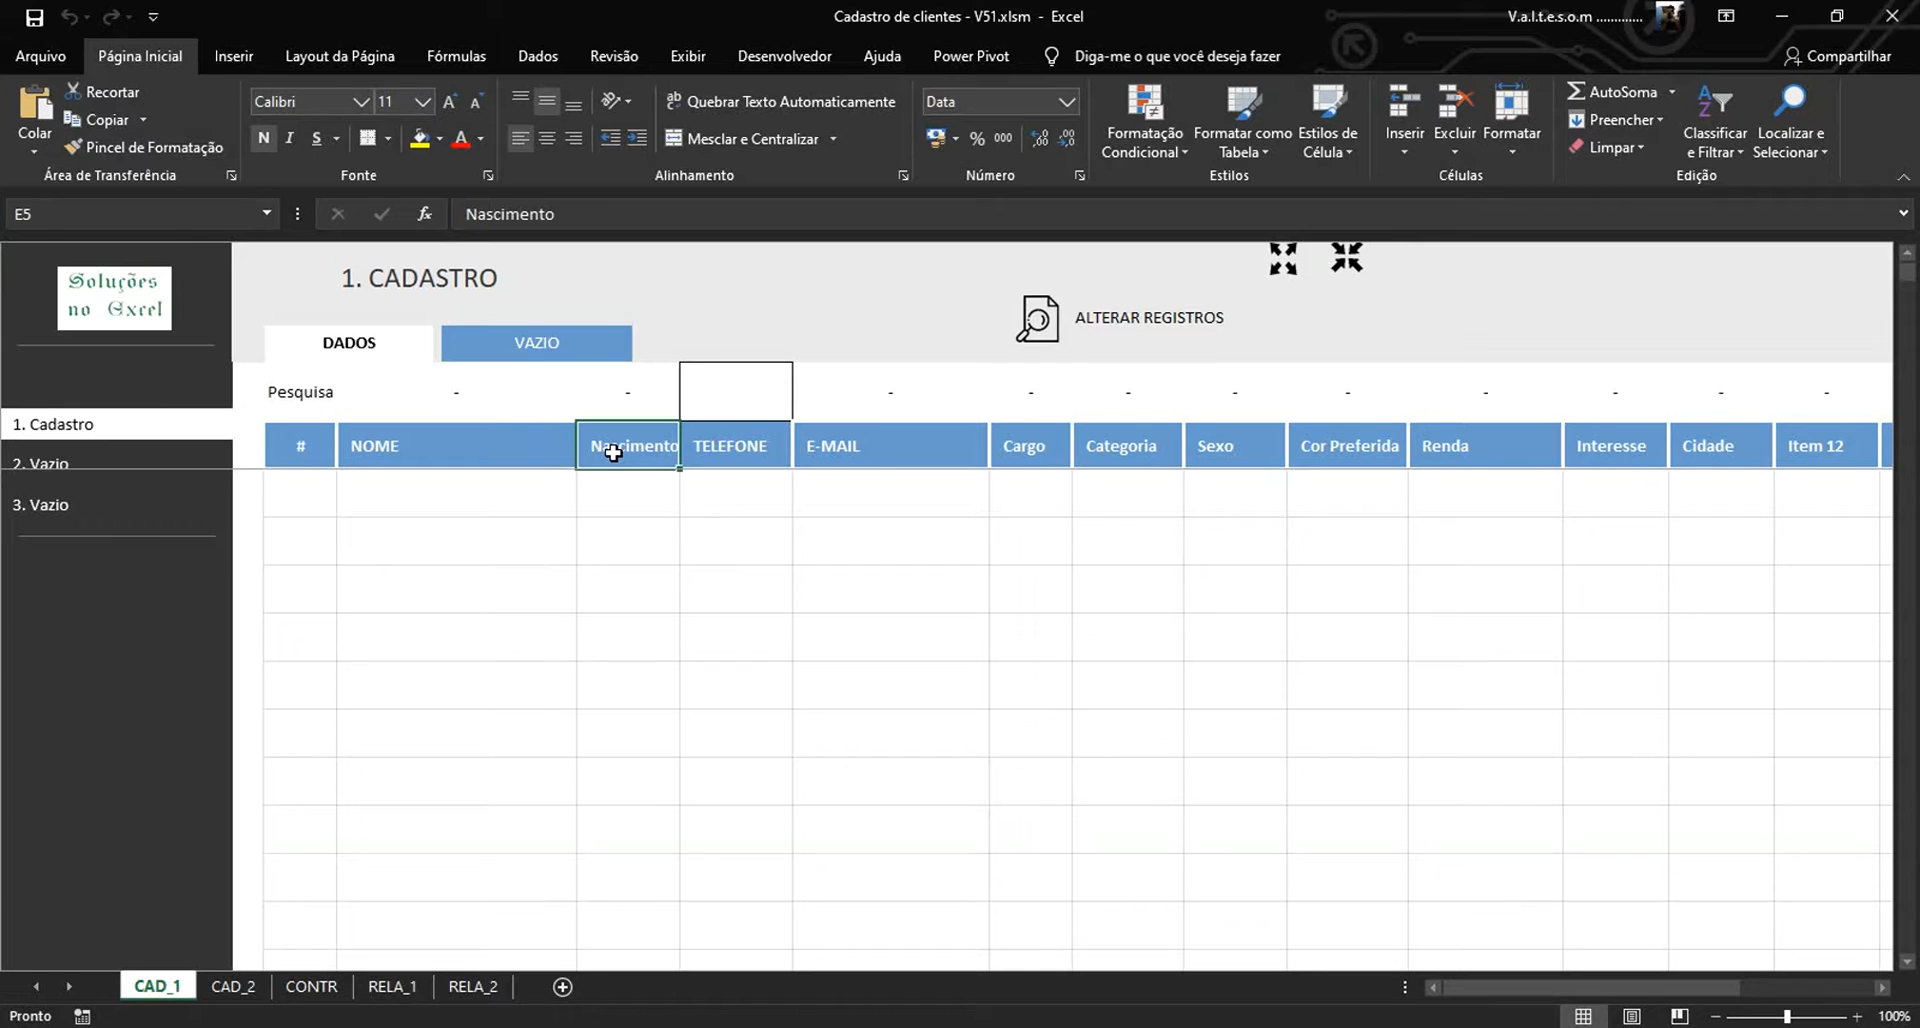 Cadastro de clientes - V51.xlsm - Excel
V.a.l.t.e.s.o.m .............
Arquivo Página Inicial Inserir Layout da Página Fórmulas Dados Revisão Exibir Desenvolvedor Ajuda Power Pivot Diga-me o que você deseja fazer Compartilhar
Colar
Recortar
Copiar
Pincel de Formatação
Área de Transferência
Calibri 11
N I S
Fonte
Quebrar Texto Automaticamente
Mesclar e Centralizar
Alinhamento
Data
% 000
Número
Formatação Condicional
Formatar como Tabela
Estilos de Célula
Estilos
Inserir Excluir Formatar
Células
AutoSoma
Preencher
Limpar
Classificar e Filtrar
Localizar e Selecionar
Edição
E5
fx
Nascimento
Soluções
no Excel
1. CADASTRO
ALTERAR REGISTROS
DADOS VAZIO
Pesquisa - - - - - - - - - - -
1. Cadastro
# NOME Nascimento TELEFONE E-MAIL Cargo Categoria Sexo Cor Preferida Renda Interesse Cidade Item 12
2. Vazio
3. Vazio
CAD_1 CAD_2 CONTR RELA_1 RELA_2
Pronto
100%